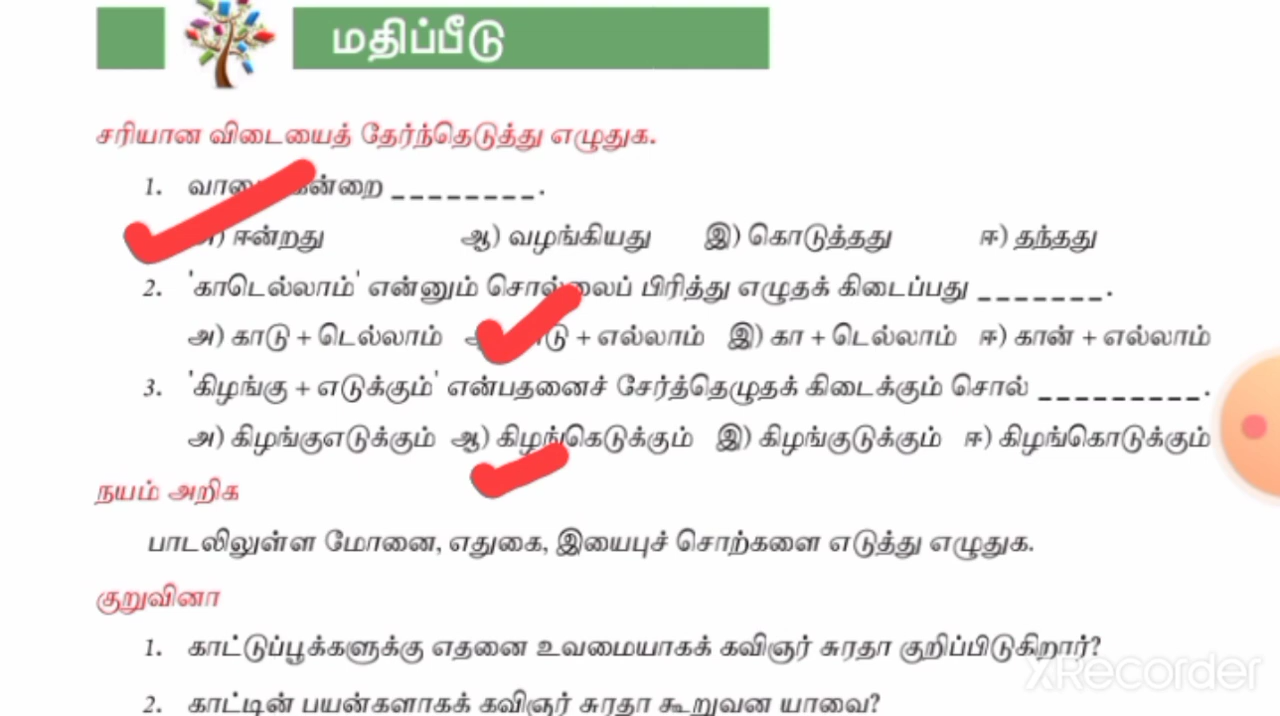 மதிப்பீடு
சரியான விடையைத் தேர்ந்தெடுத்து எழுதுக.
1. ________.
ஈன்றது ஆ) வழங்கியது இ) கொடுத்தது ஈ) தந்தது
2. 'காடெல்லாம்' என்னும் சொல்லைப் பிரித்து எழுதக் கிடைப்பது _______.
அ) காடு + டெல்லாம் + எல்லாம் இ) கா + டெல்லாம் ஈ) கான் + எல்லாம்
3. 'கிழங்கு + எடுக்கும்' என்பதனைச் சேர்த்தெழுதக் கிடைக்கும் சொல் _________.
அ) கிழங்குஎடுக்கும் ஆ) கிழங்கெடுக்கும் இ) கிழங்குடுக்கும் ஈ) கிழங்கொடுக்கும்
நயம் அறிக
பாடலிலுள்ள மோனை, எதுகை, இயைபுச் சொற்களை எடுத்து எழுதுக.
குறுவினா
1. காட்டுப்பூக்களுக்கு எதனை உவமையாகக் கவிஞர் சுரதா குறிப்பிடுகிறார்?
XRecorder
2. காட்டின் பயன்களாகக் கவிஞர் சுரதா கூறுவன யாவை?